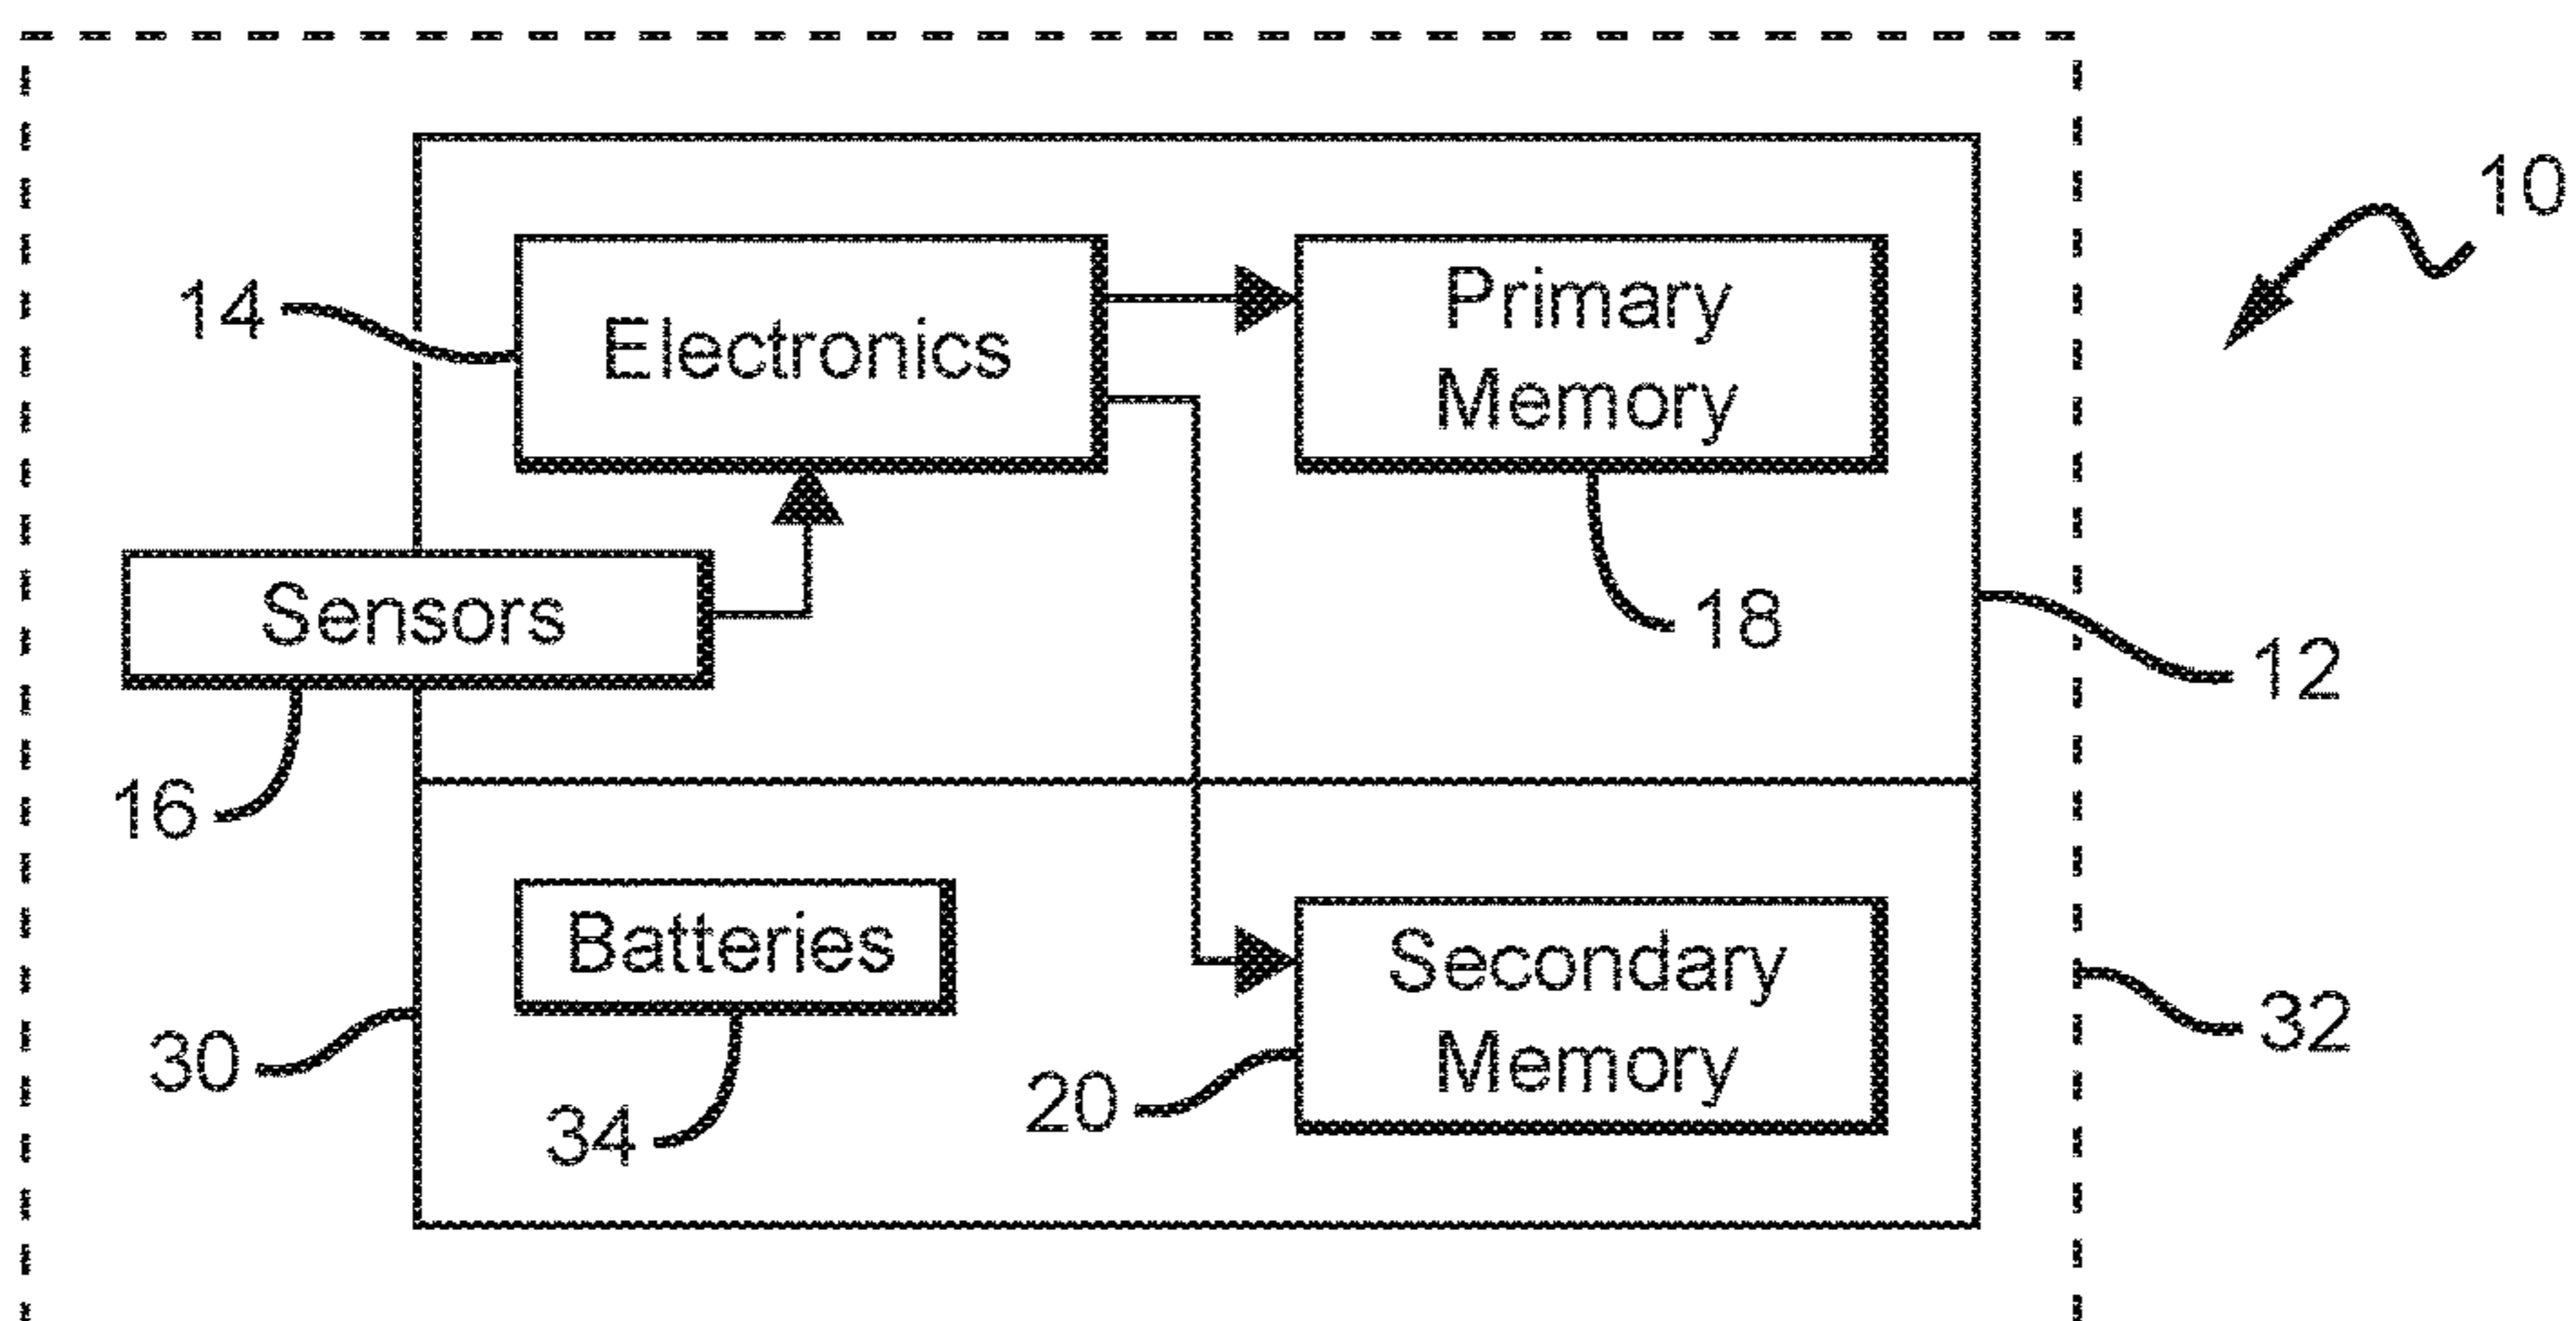 10
14
Electronics
Primary
Memory
Sensors
18
12
16
Batteries
Secondary
Memory
30
34
20
32